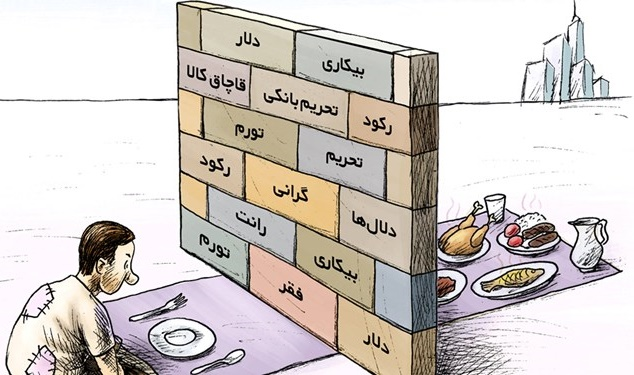 بیکاری دلار
قاچاق کالا تحریم بانکی رکود
تورم تحریم
رکود گرانی دلال‌ها
رانت بیکاری
تورم فقر دلار